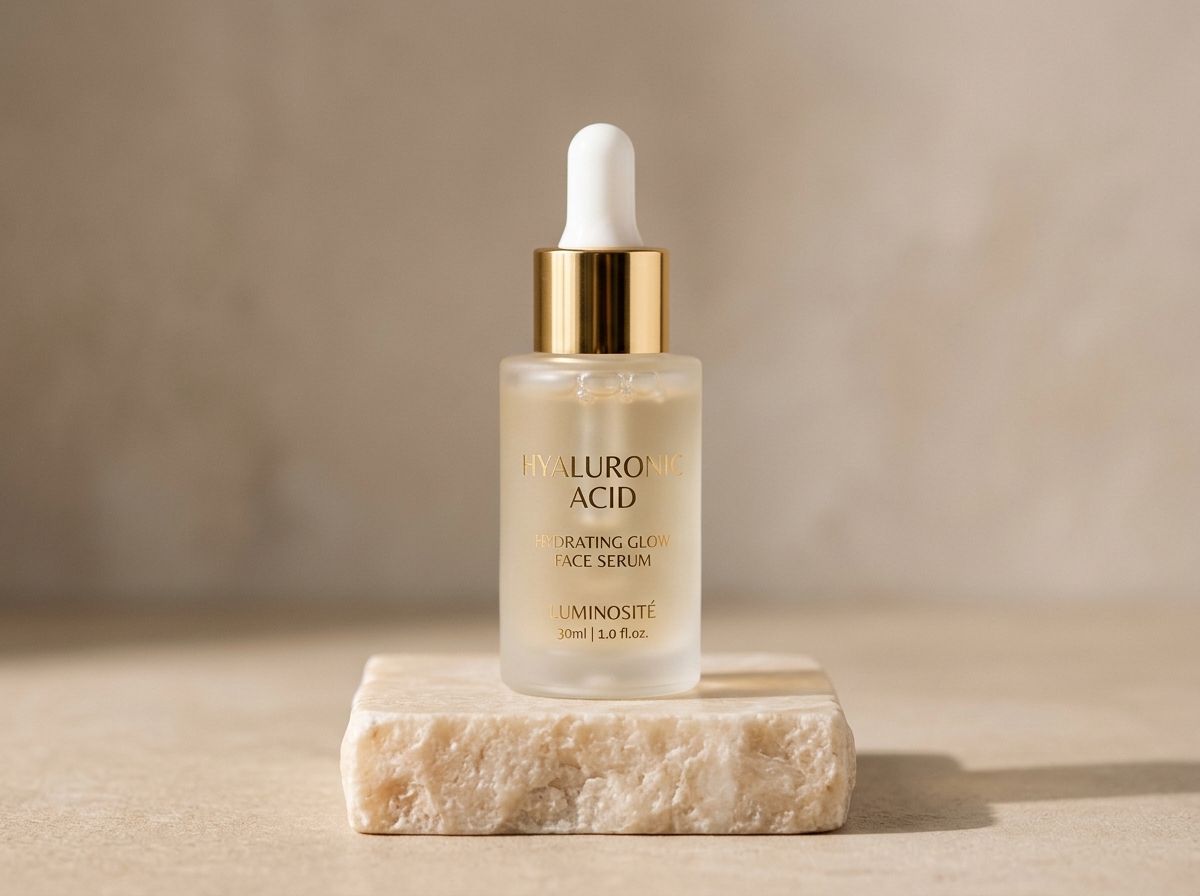 HYALURONIC
ACID
HYDRATING GLOW
FACE SERUM
LUMINOSITÉ
30ml | 1.0 fl.oz.